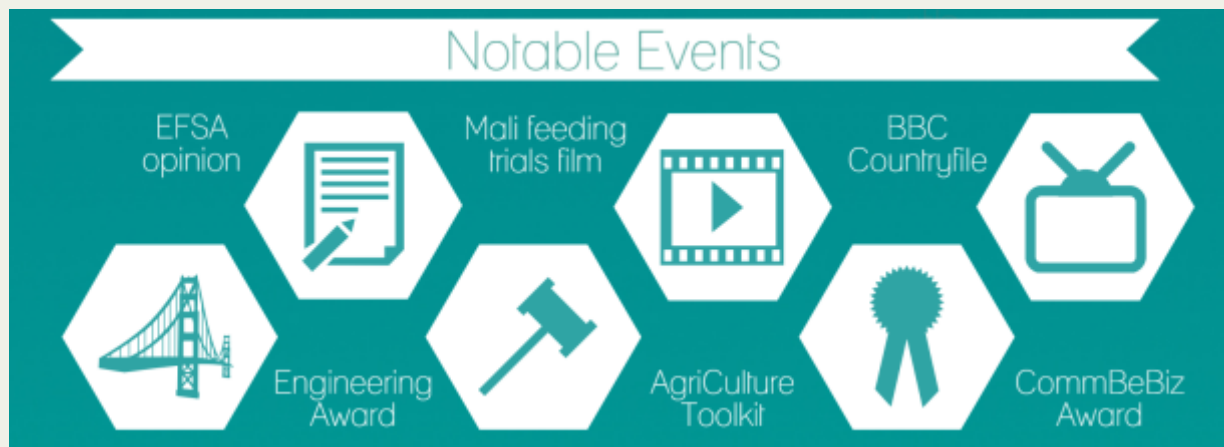 Notable Events
EFSA
opinion
Mali feeding
trials film
BBC
Countryfile
Engineering
Award
AgriCulture
Toolkit
CommBeBiz
Award